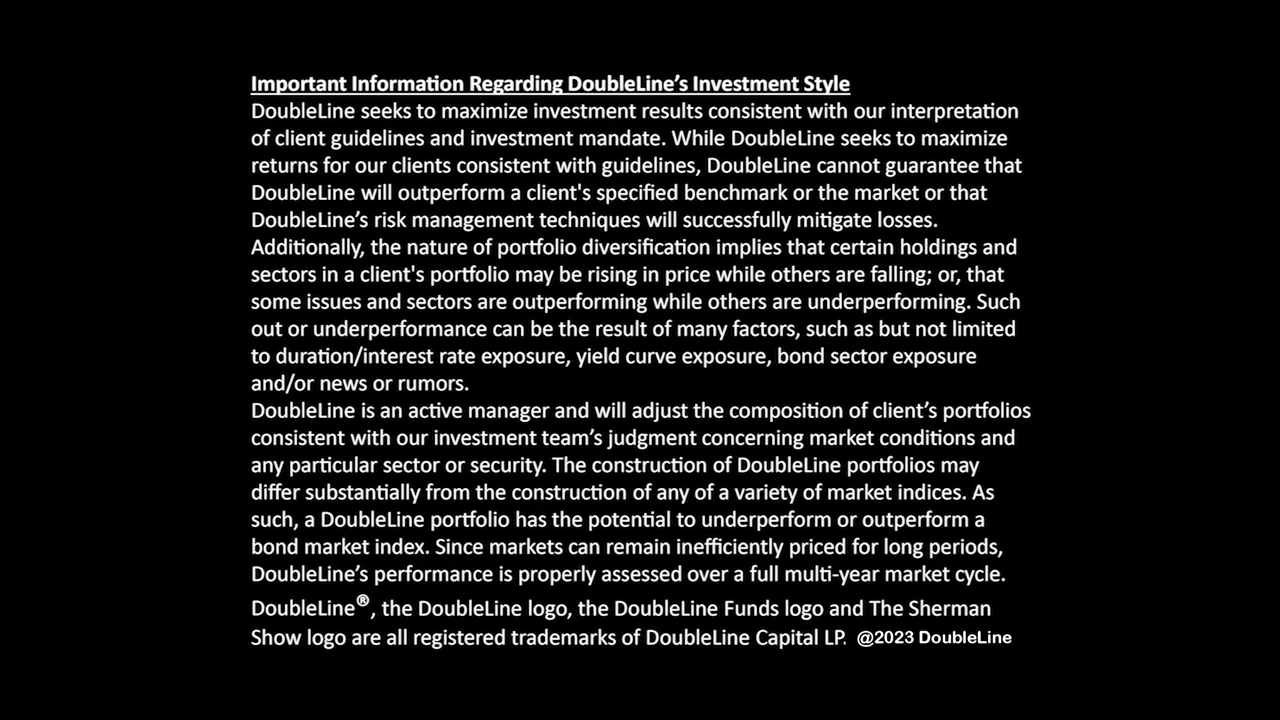 Important Information Regarding DoubleLine’s Investment Style
DoubleLine seeks to maximize investment results consistent with our interpretation
of client guidelines and investment mandate. While DoubleLine seeks to maximize
returns for our clients consistent with guidelines, DoubleLine cannot guarantee that
DoubleLine will outperform a client's specified benchmark or the market or that
DoubleLine’s risk management techniques will successfully mitigate losses.
Additionally, the nature of portfolio diversification implies that certain holdings and
sectors in a client's portfolio may be rising in price while others are falling; or, that
some issues and sectors are outperforming while others are underperforming. Such
out or underperformance can be the result of many factors, such as but not limited
to duration/interest rate exposure, yield curve exposure, bond sector exposure
and/or news or rumors.
DoubleLine is an active manager and will adjust the composition of client’s portfolios
consistent with our investment team’s judgment concerning market conditions and
any particular sector or security. The construction of DoubleLine portfolios may
differ substantially from the construction of any of a variety of market indices. As
such, a DoubleLine portfolio has the potential to underperform or outperform a
bond market index. Since markets can remain inefficiently priced for long periods,
DoubleLine’s performance is properly assessed over a full multi-year market cycle.
DoubleLine®, the DoubleLine logo, the DoubleLine Funds logo and The Sherman
Show logo are all registered trademarks of DoubleLine Capital LP. @2023 DoubleLine